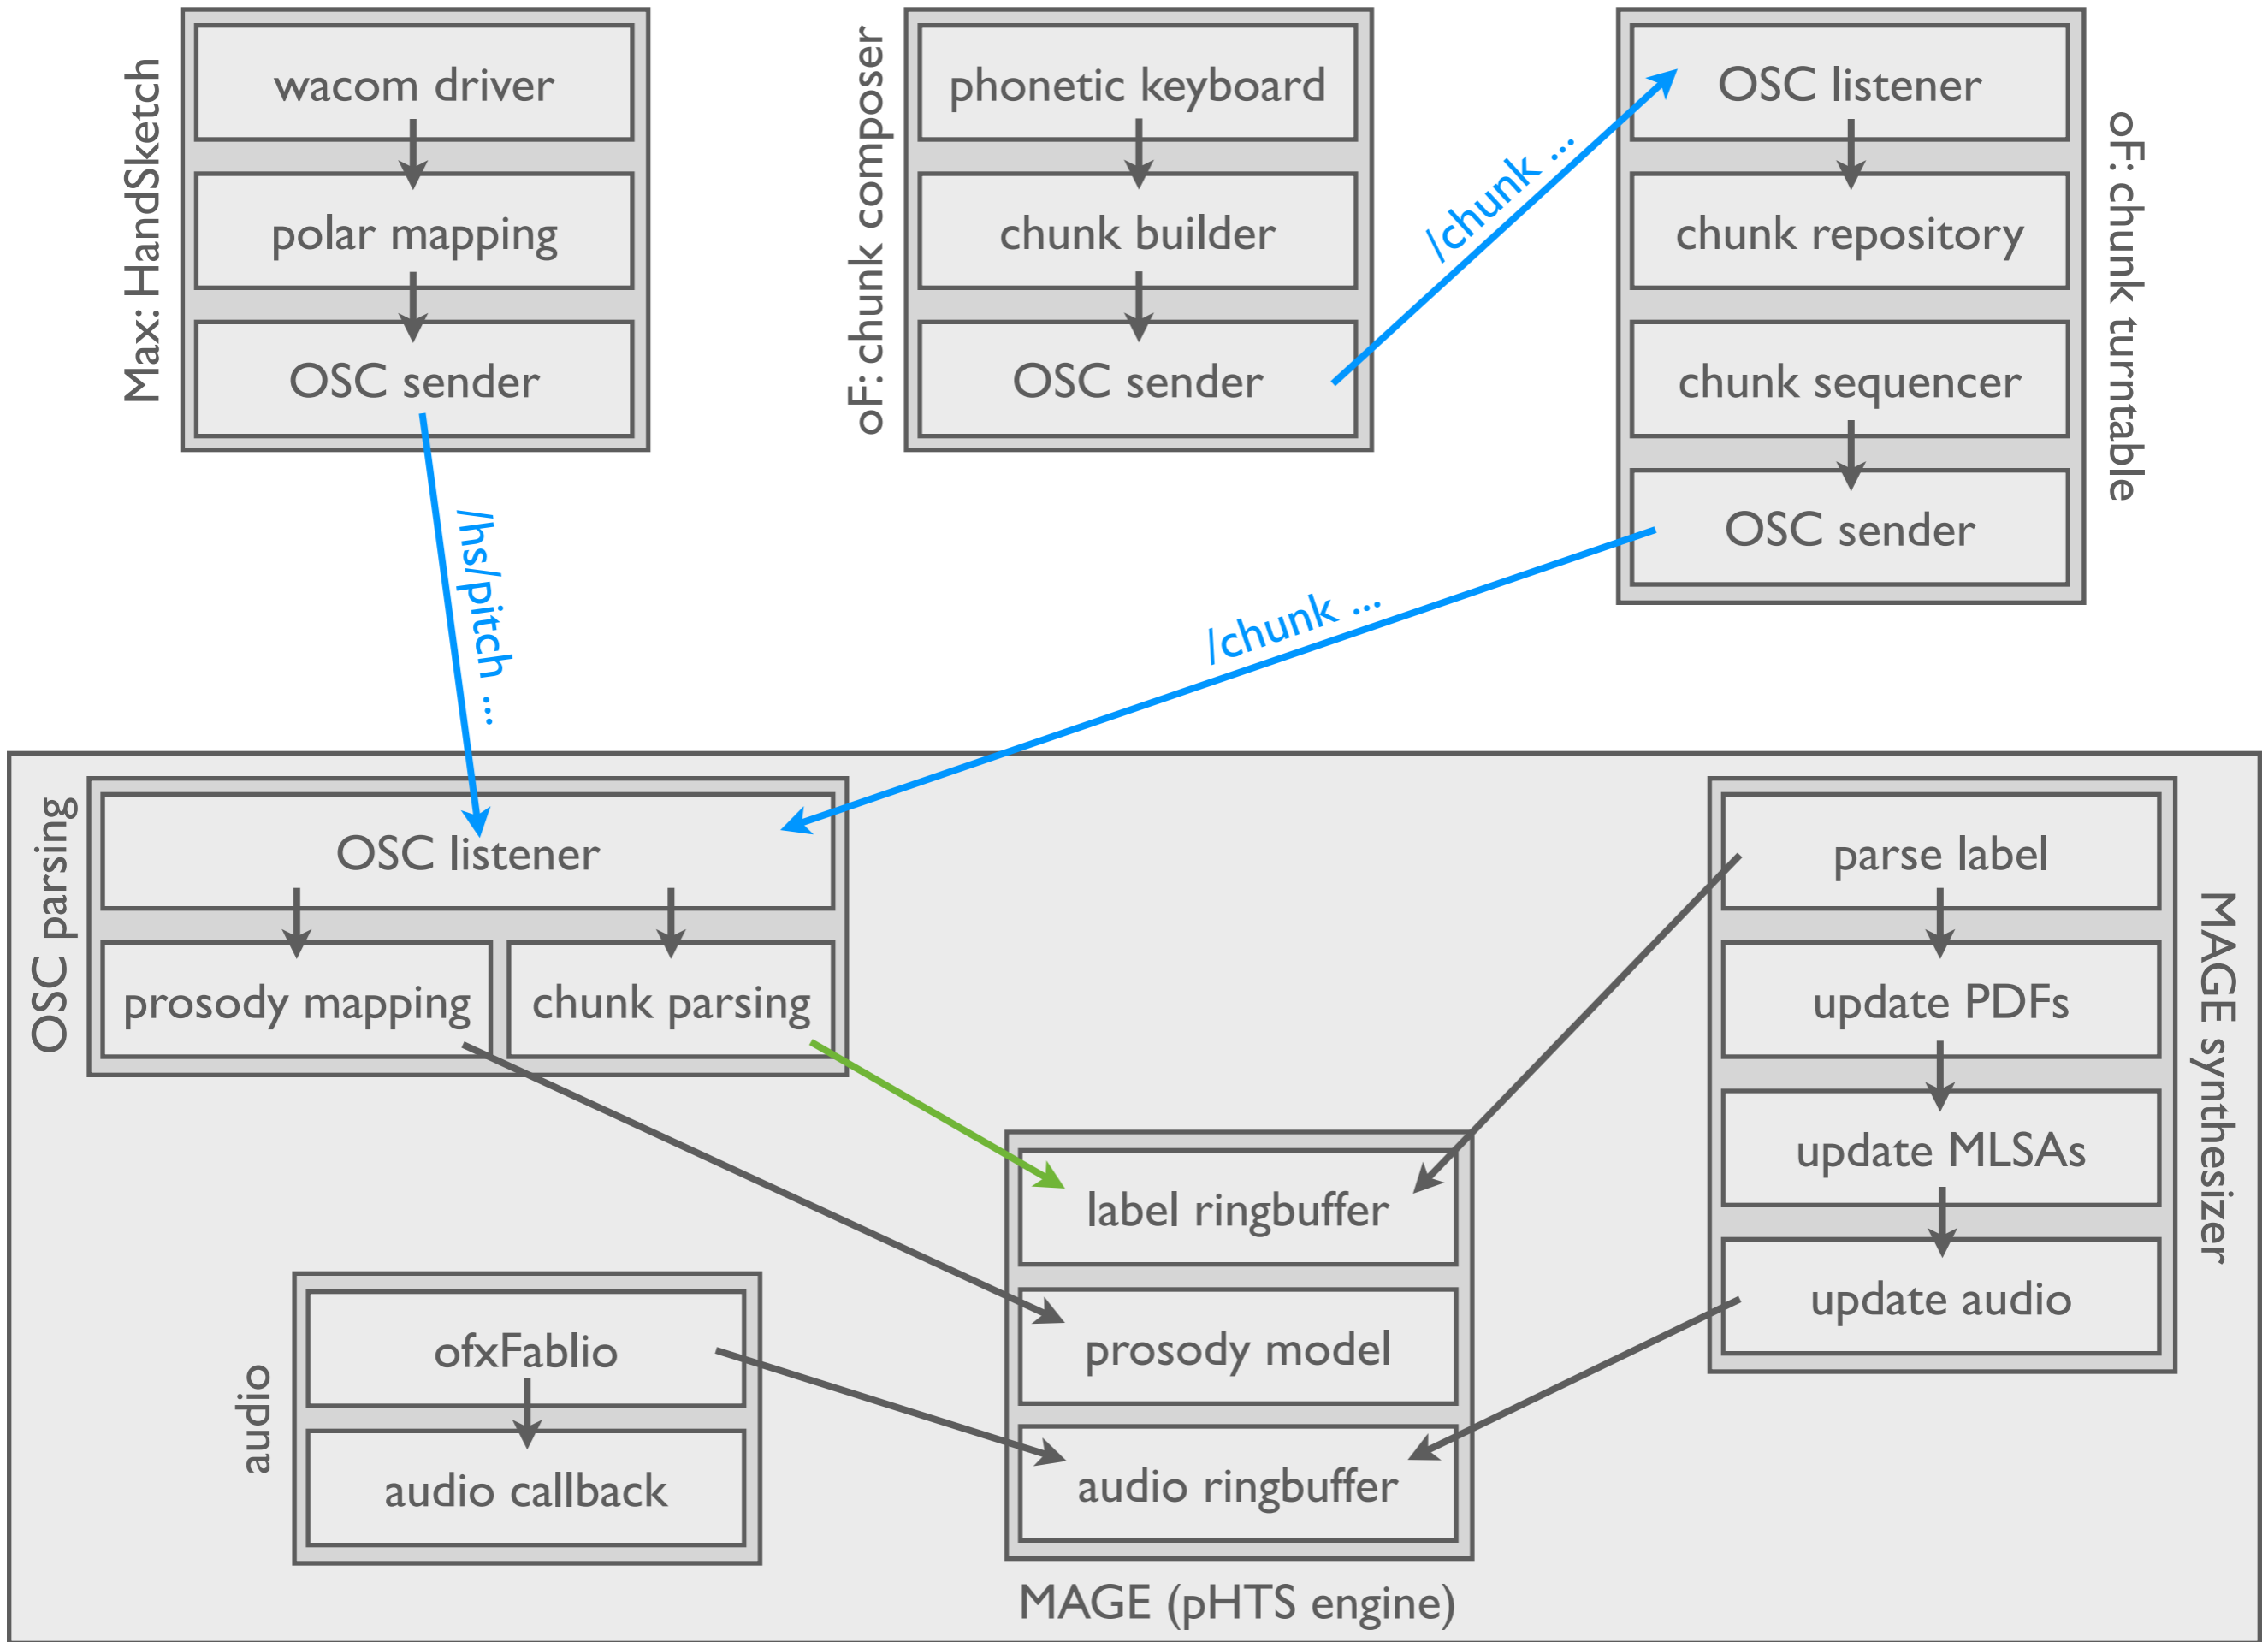 Max: HandSketch
wacom driver
polar mapping
OSC sender
oF: chunk composer
phonetic keyboard
chunk builder
OSC sender
/chunk ...
OSC listener
chunk repository
chunk sequencer
OSC sender
oF: chunk turntable
/hs/pitch ...
/chunk ...
OSC parsing
OSC listener
prosody mapping
chunk parsing
parse label
update PDFs
update MLSAs
update audio
MAGE synthesizer
label ringbuffer
prosody model
audio ringbuffer
audio
ofxFablio
audio callback
MAGE (pHTS engine)